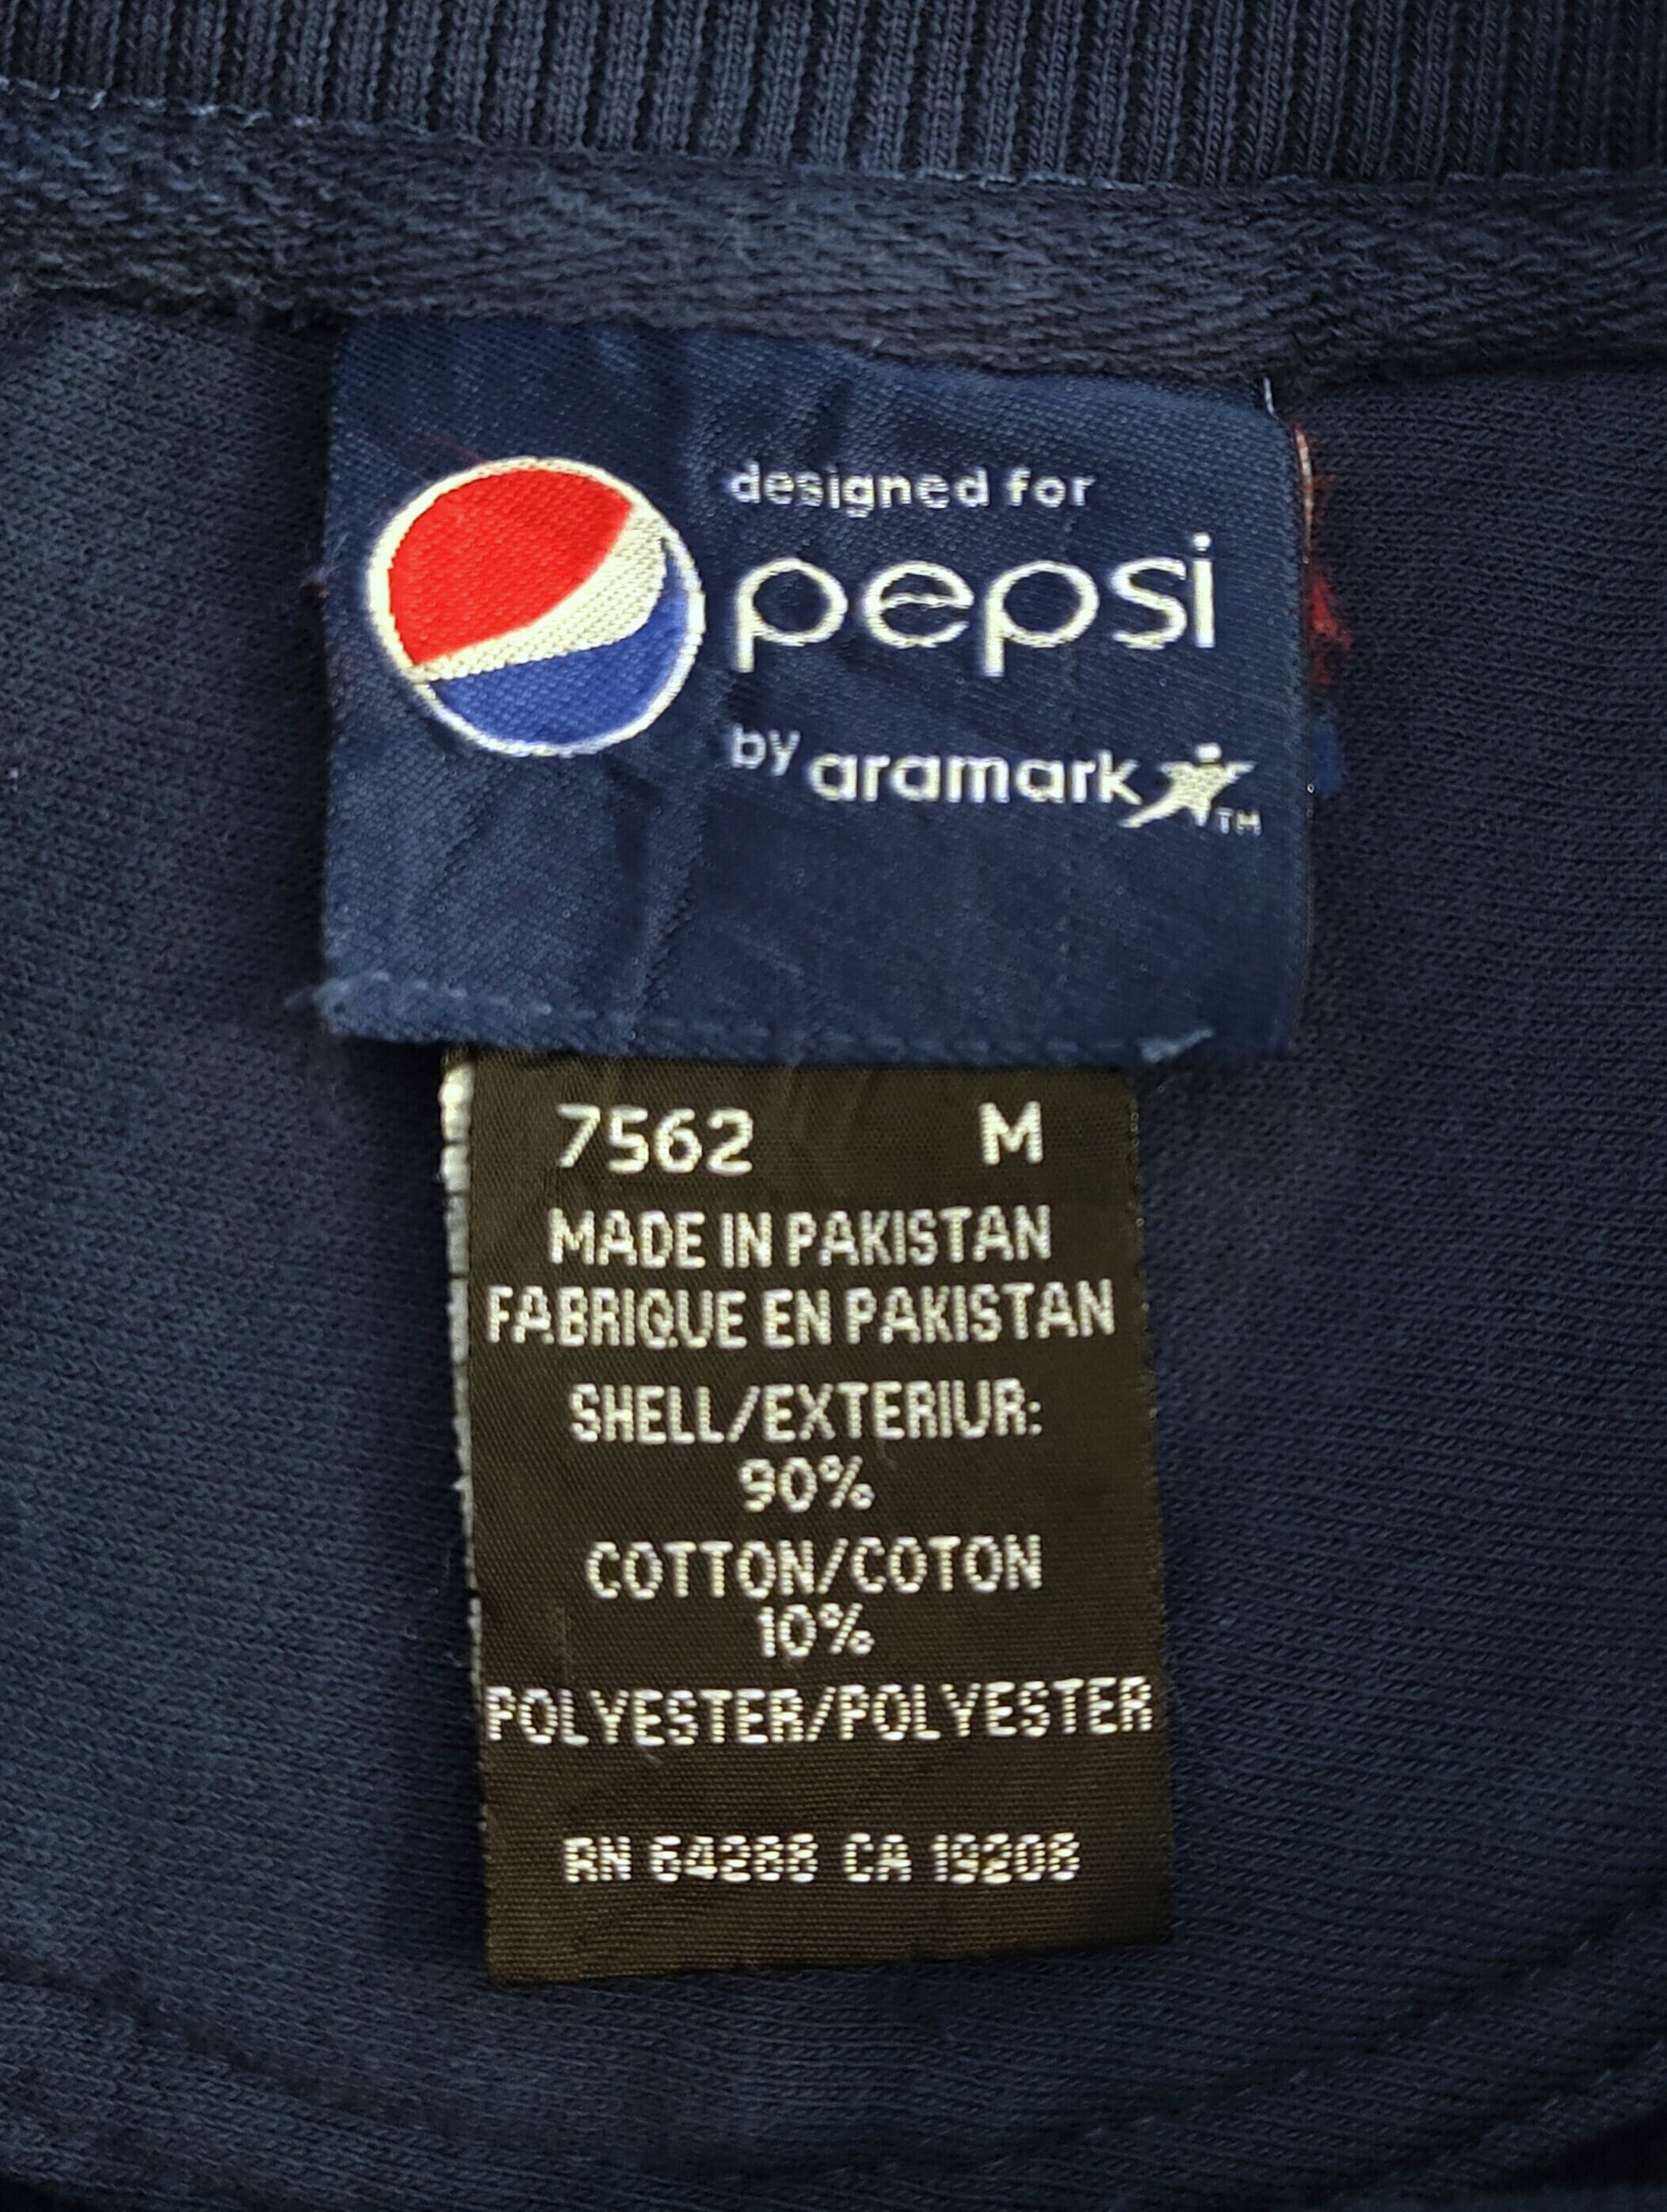 designed for
pepsi
by aramark TM
7562 M
MADE IN PAKISTAN
FABRIQUE EN PAKISTAN
SHELL/EXTERIUR:
90%
COTTON/COTON
10%
POLYESTER/POLYESTER
RN 64288 CA 19208